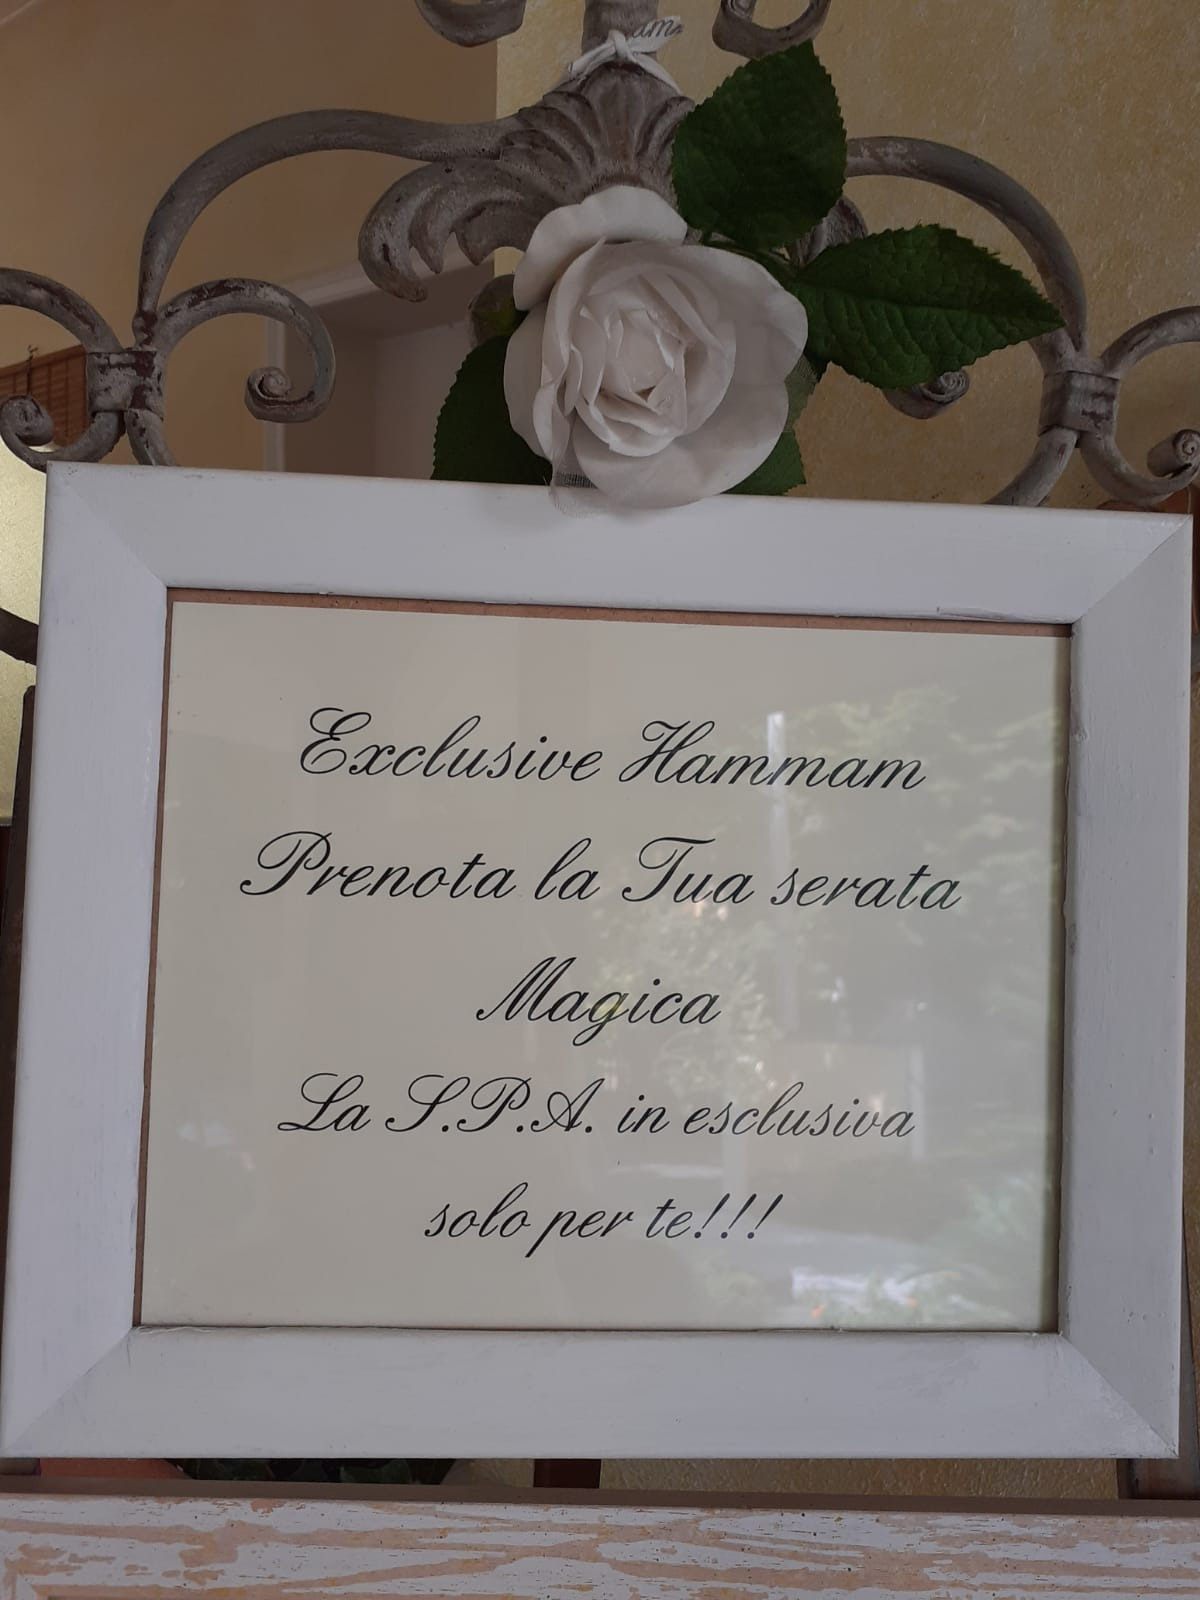 Exclusive Hammam
Prenota la Tua serata
Magica
La S.P.A. in esclusiva
solo per te!!!